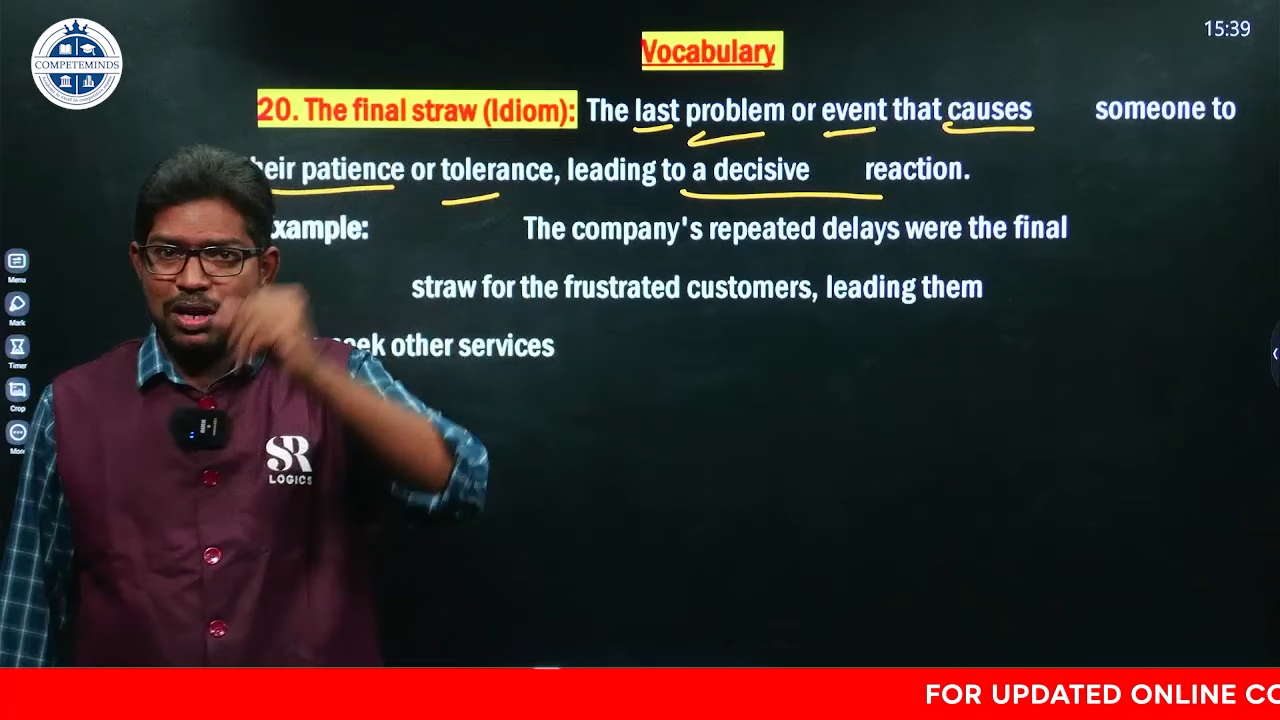 COMPETEMINDS
15:39
Vocabulary
20. The final straw (Idiom): The last problem or event that causes someone to
heir patience or tolerance, leading to a decisive reaction.
xample: The company's repeated delays were the final
straw for the frustrated customers, leading them
seek other services
Menu
Mark
Timer
Crop
More
SR
LOGICS
FOR UPDATED ONLINE CO